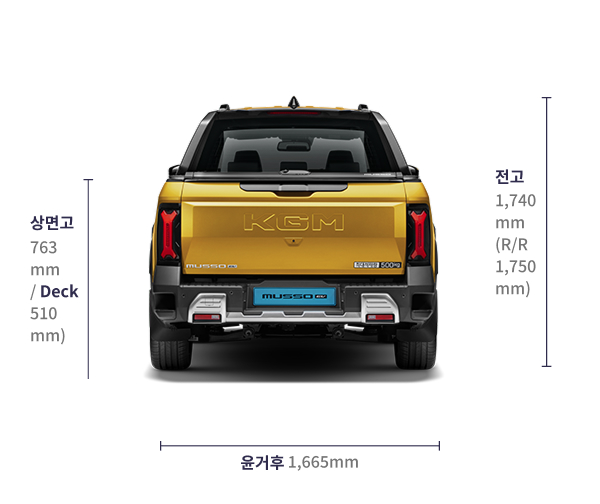 전고
1,740
mm
(R/R
1,750
mm)
상면고
763
mm
/ Deck
510
mm)
KGM
MUSSO EV
500kg
MUSSO EV
윤거후 1,665mm